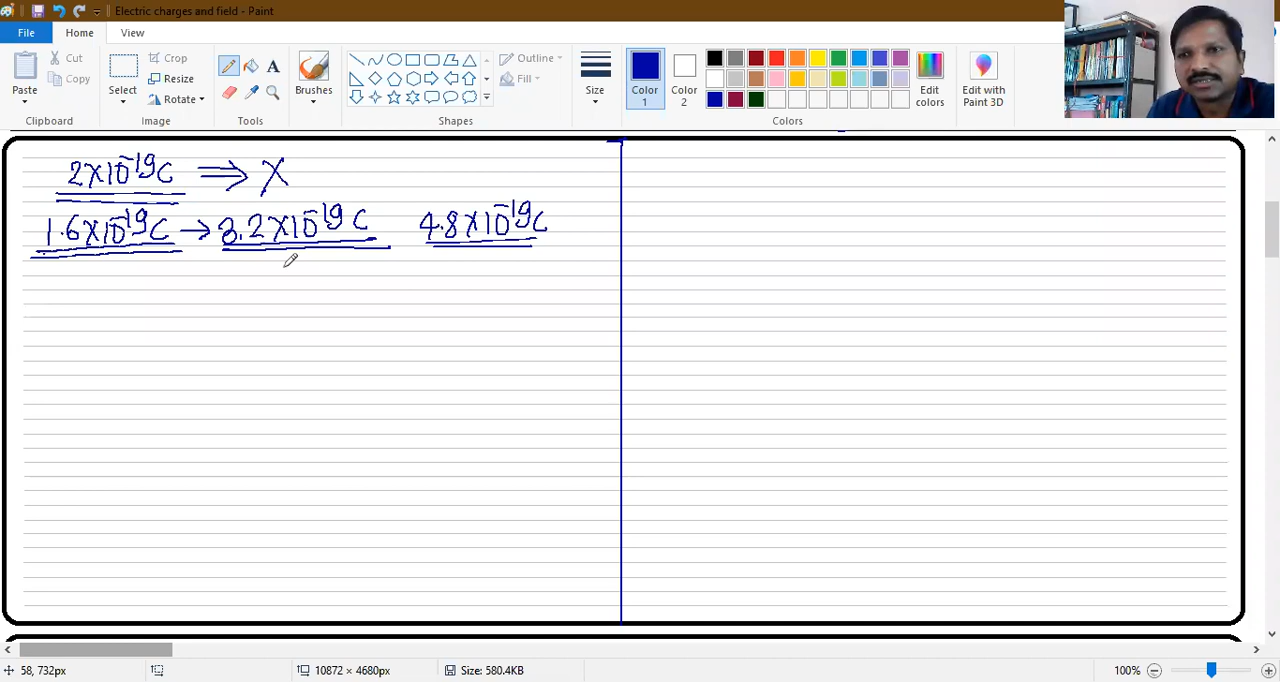 Electric charges and field - Paint
File Home View
Cut
Copy
Paste
Clipboard
Crop
Resize
Rotate
Select
Image
Tools
Brushes
Outline
Fill
Shapes
Size
Color 1
Color 2
Edit colors
Edit with Paint 3D
Colors
2×10⁻¹⁹C ⇒ X
1.6×10⁻¹⁹C → 3.2×10⁻¹⁹C 4.8×10⁻¹⁹C
58, 732px 10872 × 4680px Size: 580.4KB 100%